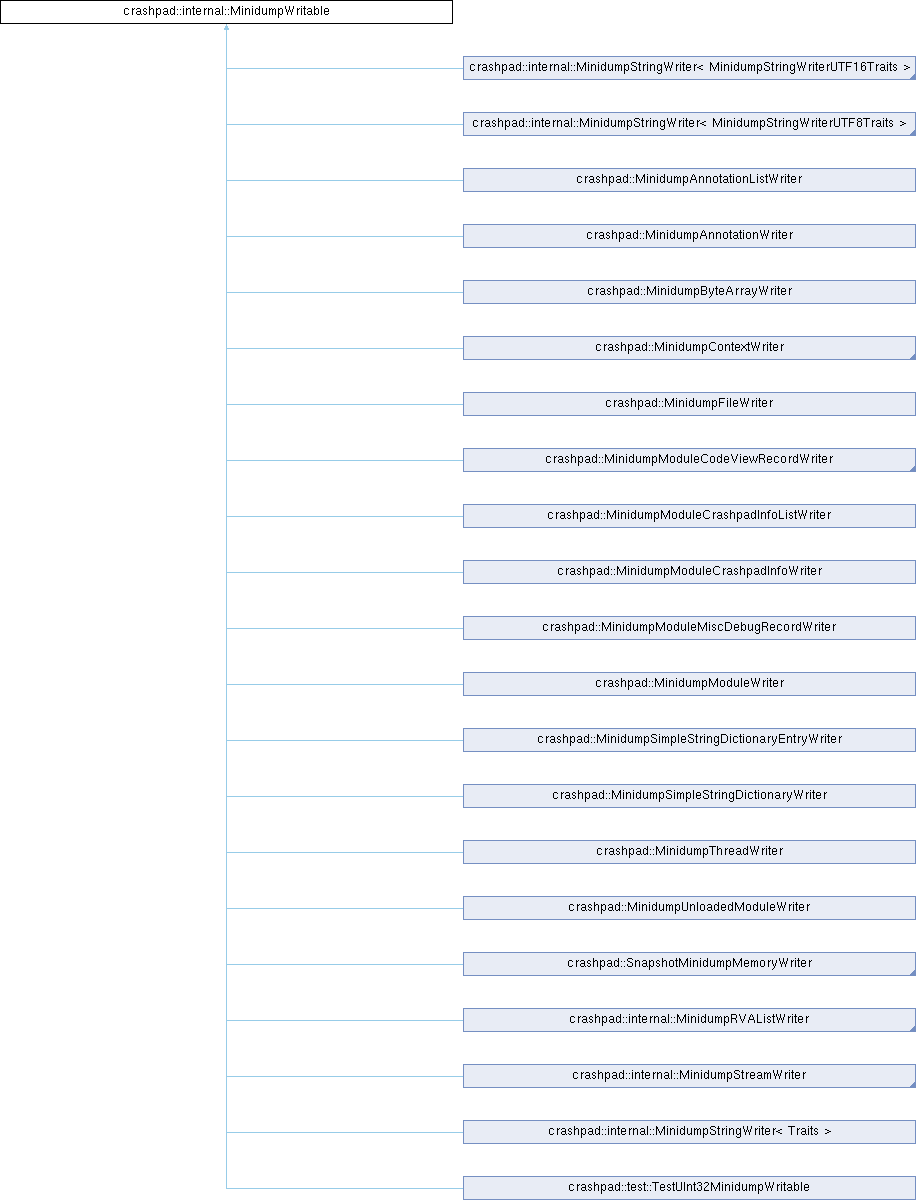 crashpad::internal::MinidumpWritable
crashpad::internal::MinidumpStringWriter< MinidumpStringWriterUTF16Traits >
crashpad::internal::MinidumpStringWriter< MinidumpStringWriterUTF8Traits >
crashpad::MinidumpAnnotationListWriter
crashpad::MinidumpAnnotationWriter
crashpad::MinidumpByteArrayWriter
crashpad::MinidumpContextWriter
crashpad::MinidumpFileWriter
crashpad::MinidumpModuleCodeViewRecordWriter
crashpad::MinidumpModuleCrashpadInfoListWriter
crashpad::MinidumpModuleCrashpadInfoWriter
crashpad::MinidumpModuleMiscDebugRecordWriter
crashpad::MinidumpModuleWriter
crashpad::MinidumpSimpleStringDictionaryEntryWriter
crashpad::MinidumpSimpleStringDictionaryWriter
crashpad::MinidumpThreadWriter
crashpad::MinidumpUnloadedModuleWriter
crashpad::SnapshotMinidumpMemoryWriter
crashpad::internal::MinidumpRVAListWriter
crashpad::internal::MinidumpStreamWriter
crashpad::internal::MinidumpStringWriter< Traits >
crashpad::test::TestUInt32MinidumpWritable